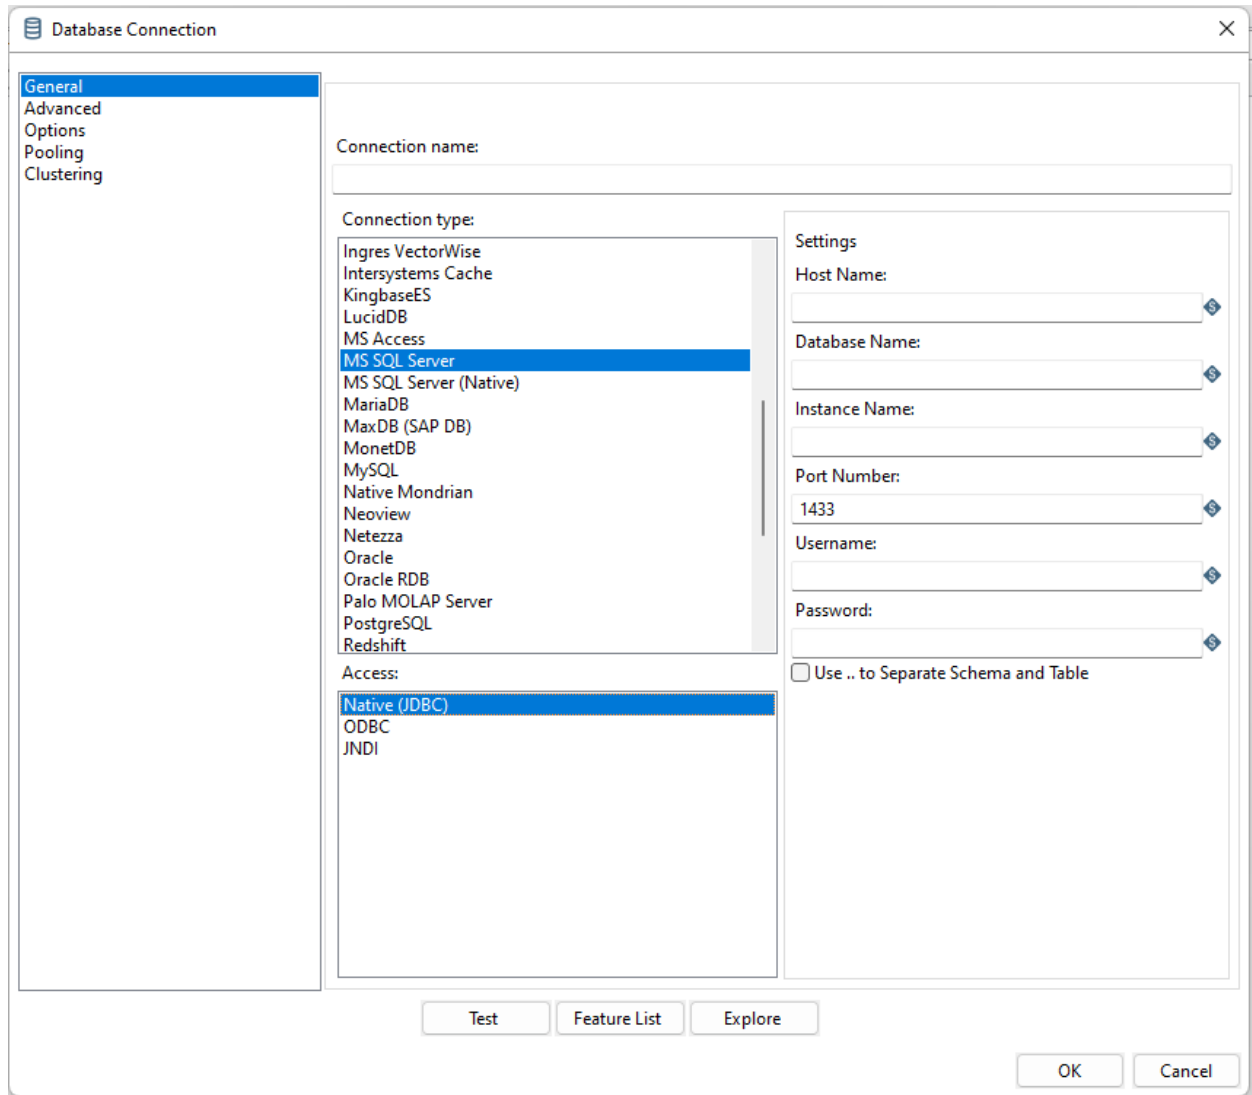 Database Connection
General
Advanced
Options
Pooling
Clustering
Connection name:
Connection type:
Ingres VectorWise
Intersystems Cache
KingbaseES
LucidDB
MS Access
MS SQL Server
MS SQL Server (Native)
MariaDB
MaxDB (SAP DB)
MonetDB
MySQL
Native Mondrian
Neoview
Netezza
Oracle
Oracle RDB
Palo MOLAP Server
PostgreSQL
Redshift
Access:
Native (JDBC)
ODBC
JNDI
Settings
Host Name:
S
Database Name:
S
Instance Name:
S
Port Number:
1433
S
Username:
S
Password:
S
Use .. to Separate Schema and Table
Test
Feature List
Explore
OK
Cancel